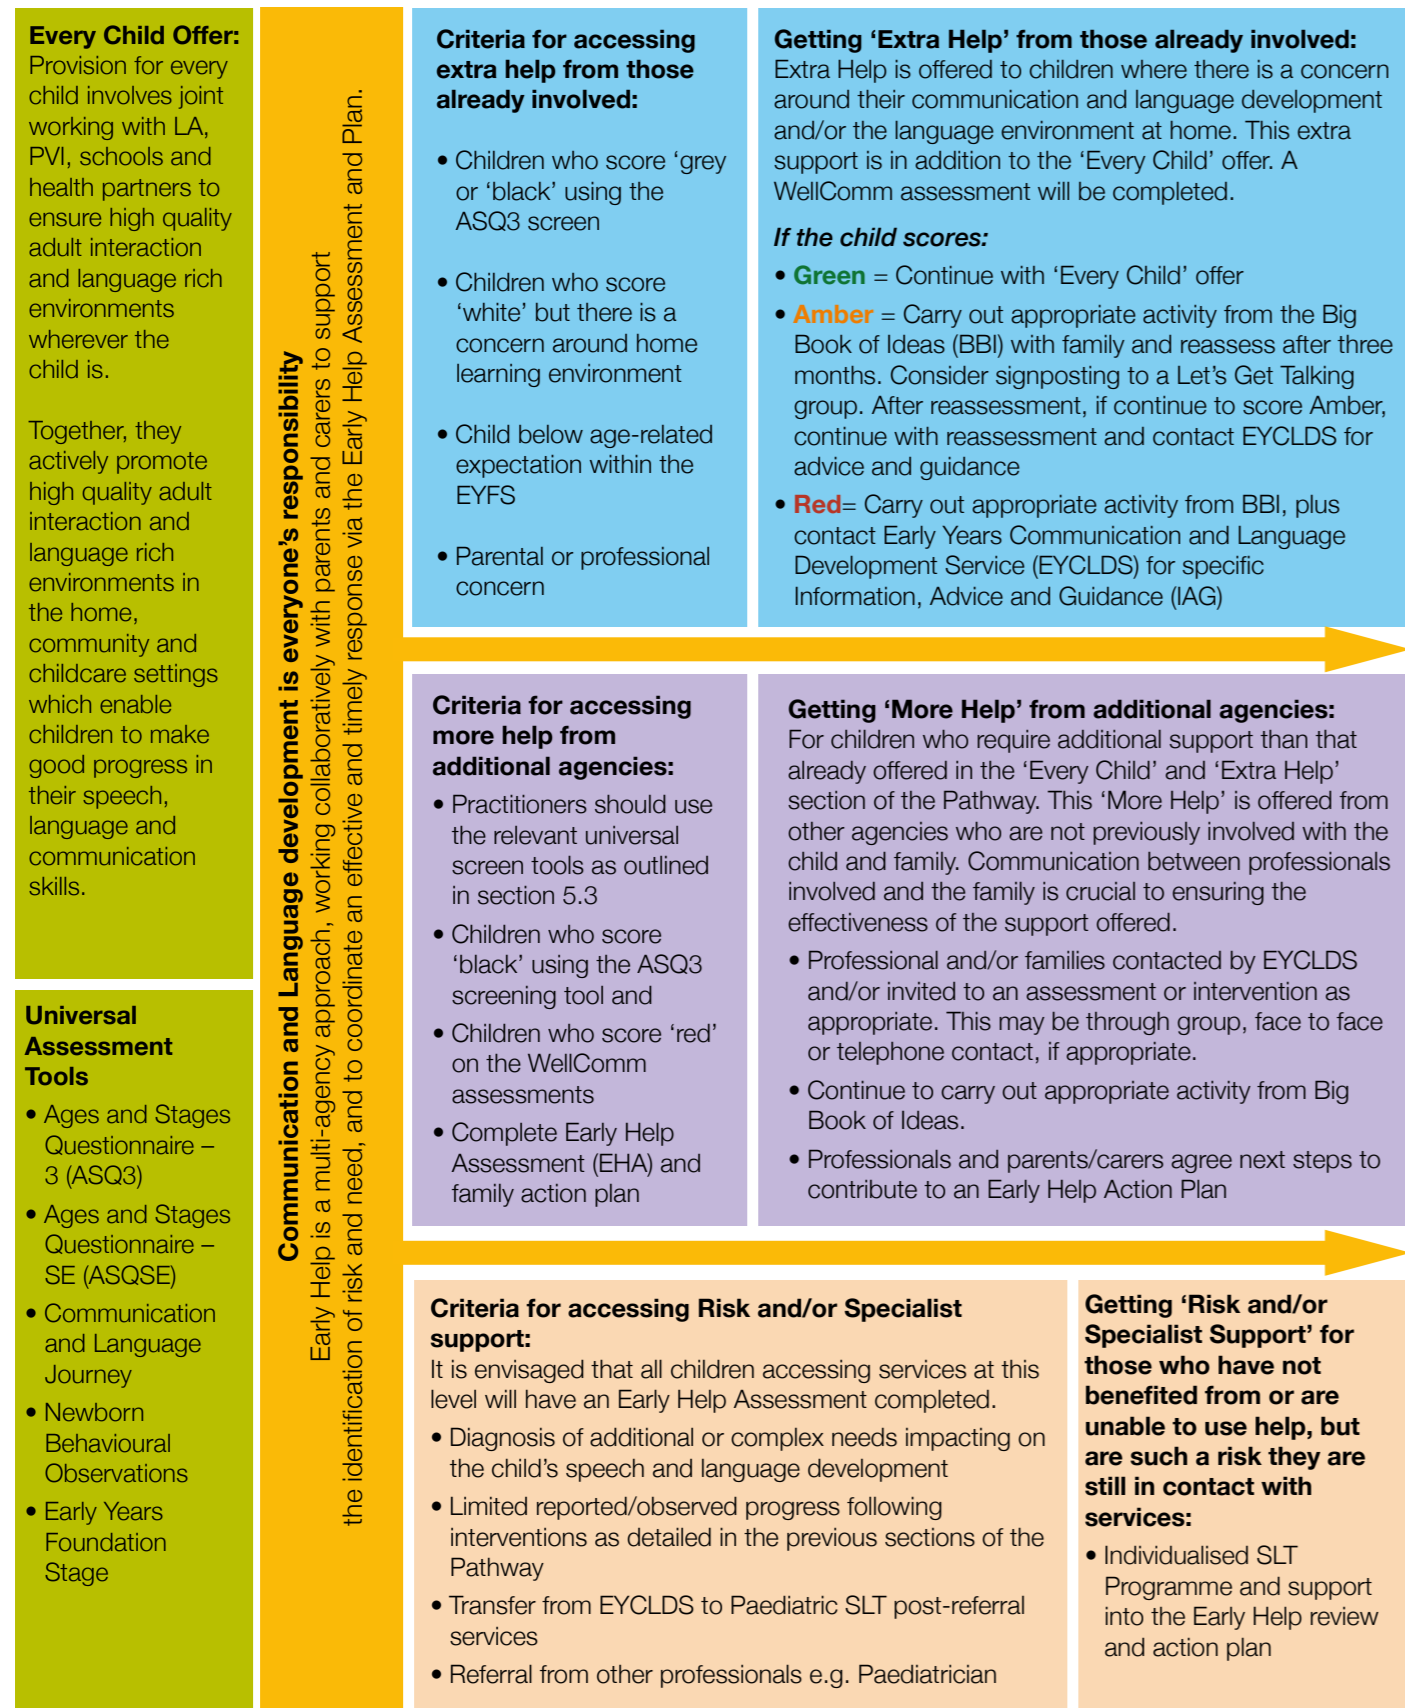 Every Child Offer:
Provision for every
child involves joint
working with LA,
PVI, schools and
health partners to
ensure high quality
adult interaction
and language rich
environments
wherever the
child is.
Together, they
actively promote
high quality adult
interaction and
language rich
environments in
the home,
community and
childcare settings
which enable
children to make
good progress in
their speech,
language and
communication
skills.
Universal
Assessment
Tools
• Ages and Stages
Questionnaire –
3 (ASQ3)
• Ages and Stages
Questionnaire –
SE (ASQSE)
• Communication
and Language
Journey
• Newborn
Behavioural
Observations
• Early Years
Foundation
Stage
Communication and Language development is everyone's responsibility
Early Help is a multi-agency approach, working collaboratively with parents and carers to support
the identification of risk and need, and to coordinate an effective and timely response via the Early Help Assessment and Plan.
Criteria for accessing
extra help from those
already involved:
• Children who score ‘grey
or ‘black’ using the
ASQ3 screen
• Children who score
‘white’ but there is a
concern around home
learning environment
• Child below age-related
expectation within the
EYFS
• Parental or professional
concern
Getting ‘Extra Help’ from those already involved:
Extra Help is offered to children where there is a concern
around their communication and language development
and/or the language environment at home. This extra
support is in addition to the ‘Every Child’ offer. A
WellComm assessment will be completed.
If the child scores:
• Green = Continue with ‘Every Child’ offer
• Amber = Carry out appropriate activity from the Big
Book of Ideas (BBI) with family and reassess after three
months. Consider signposting to a Let’s Get Talking
group. After reassessment, if continue to score Amber,
continue with reassessment and contact EYCLDS for
advice and guidance
• Red= Carry out appropriate activity from BBI, plus
contact Early Years Communication and Language
Development Service (EYCLDS) for specific
Information, Advice and Guidance (IAG)
Criteria for accessing
more help from
additional agencies:
• Practitioners should use
the relevant universal
screen tools as outlined
in section 5.3
• Children who score
‘black’ using the ASQ3
screening tool and
• Children who score ‘red’
on the WellComm
assessments
• Complete Early Help
Assessment (EHA) and
family action plan
Getting ‘More Help’ from additional agencies:
For children who require additional support than that
already offered in the ‘Every Child’ and ‘Extra Help’
section of the Pathway. This ‘More Help’ is offered from
other agencies who are not previously involved with the
child and family. Communication between professionals
involved and the family is crucial to ensuring the
effectiveness of the support offered.
• Professional and/or families contacted by EYCLDS
and/or invited to an assessment or intervention as
appropriate. This may be through group, face to face
or telephone contact, if appropriate.
• Continue to carry out appropriate activity from Big
Book of Ideas.
• Professionals and parents/carers agree next steps to
contribute to an Early Help Action Plan
Criteria for accessing Risk and/or Specialist
support:
It is envisaged that all children accessing services at this
level will have an Early Help Assessment completed.
• Diagnosis of additional or complex needs impacting on
the child’s speech and language development
• Limited reported/observed progress following
interventions as detailed in the previous sections of the
Pathway
• Transfer from EYCLDS to Paediatric SLT post-referral
services
• Referral from other professionals e.g. Paediatrician
Getting ‘Risk and/or
Specialist Support’ for
those who have not
benefited from or are
unable to use help, but
are such a risk they are
still in contact with
services:
• Individualised SLT
Programme and support
into the Early Help review
and action plan